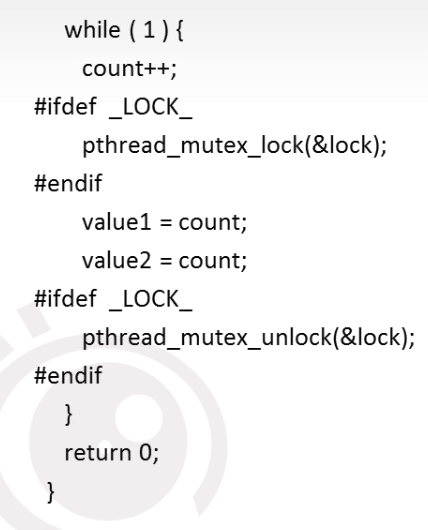 while ( 1 ) {
count++;
#ifdef _LOCK_
pthread_mutex_lock(&lock);
#endif
value1 = count;
value2 = count;
#ifdef _LOCK_
pthread_mutex_unlock(&lock);
#endif
}
return 0;
}